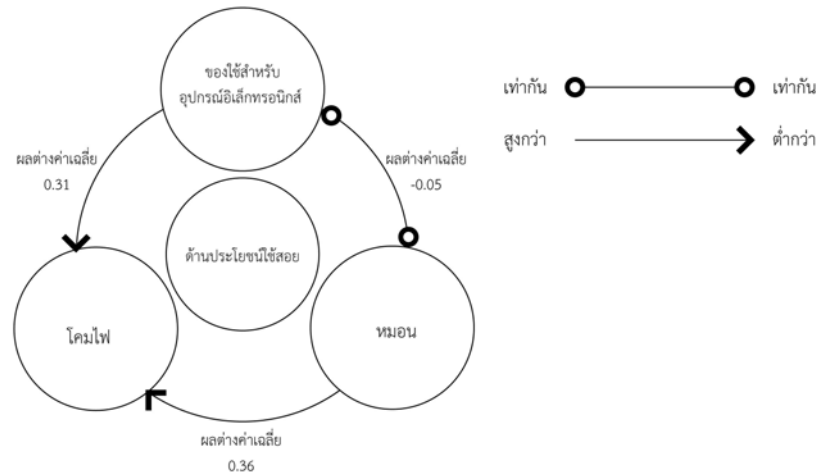 ของใช้สำหรับ
อุปกรณ์อิเล็กทรอนิกส์
เท่ากัน
เท่ากัน
สูงกว่า
ต่ำกว่า
ผลต่างค่าเฉลี่ย
0.31
ผลต่างค่าเฉลี่ย
-0.05
ด้านประโยชน์ใช้สอย
โคมไฟ
หมอน
ผลต่างค่าเฉลี่ย
0.36